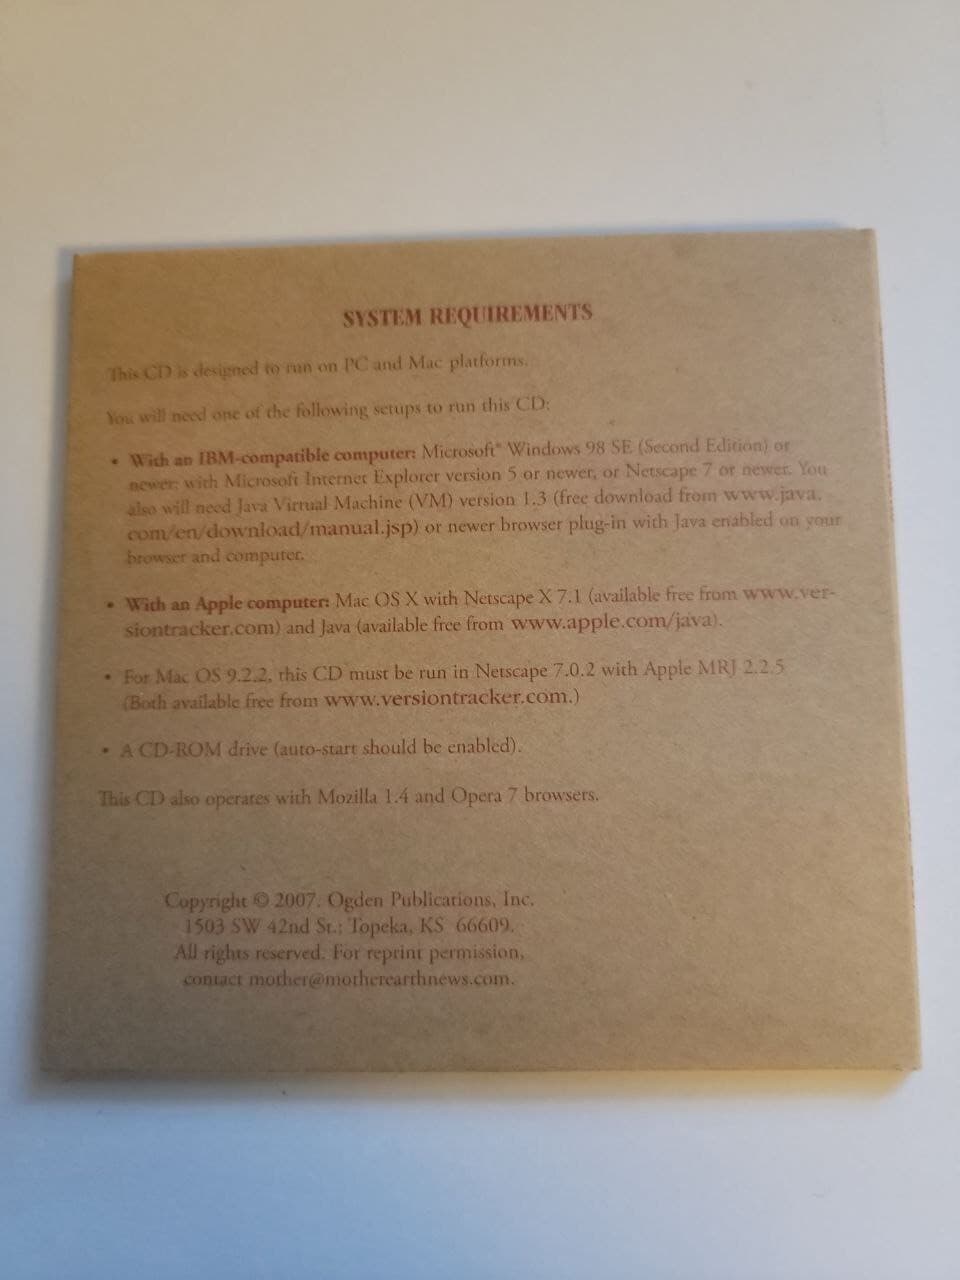 SYSTEM REQUIREMENTS
This CD is designed to run on PC and Mac platforms.
You will need one of the following setups to run this CD:
• With an IBM-compatible computer: Microsoft® Windows 98 SE (Second Edition) or
newer; with Microsoft Internet Explorer version 5 or newer, or Netscape 7 or newer. You
also will need Java Virtual Machine (VM) version 1.3 (free download from www.java.
com/en/download/manual.jsp) or newer browser plug-in with Java enabled on your
browser and computer.
• With an Apple computer: Mac OS X with Netscape X 7.1 (available free from www.ver-
siontracker.com) and Java (available free from www.apple.com/java).
• For Mac OS 9.2.2, this CD must be run in Netscape 7.0.2 with Apple MRJ 2.2.5
(Both available free from www.versiontracker.com.)
• A CD-ROM drive (auto-start should be enabled).
This CD also operates with Mozilla 1.4 and Opera 7 browsers.
Copyright © 2007. Ogden Publications, Inc.
1503 SW 42nd St.; Topeka, KS 66609.
All rights reserved. For reprint permission,
contact mother@motherearthnews.com.